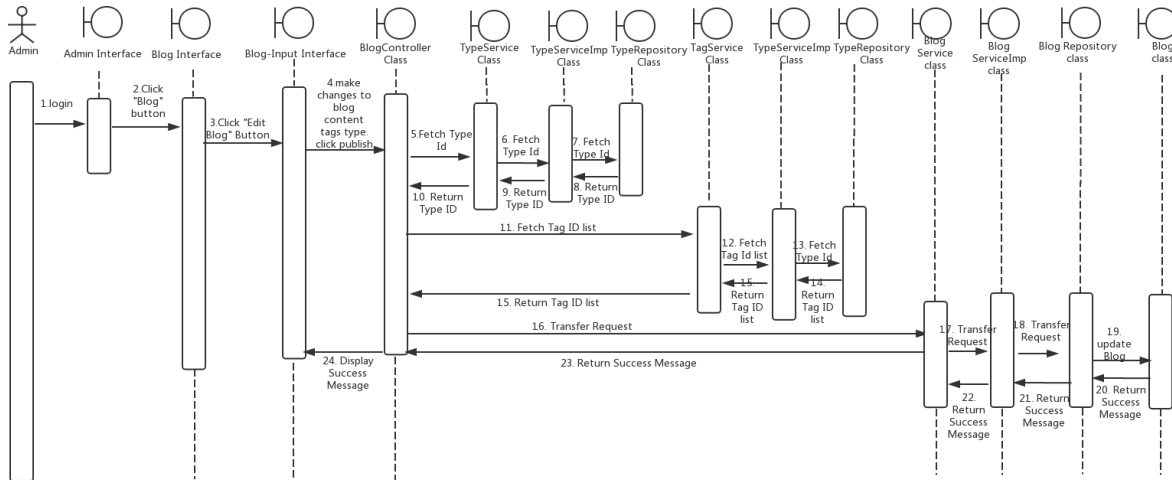 Admin
Admin Interface
Blog Interface
Blog-Input Interface
BlogController
Class
TypeService
Class
TypeServiceImp
Class
TypeRepository
Class
TagService
Class
TypeServiceImp
Class
TypeRepository
Class
Blog
Service
class
Blog
ServiceImp
class
Blog Repository
class
Blog
class
1.login
2.Click
"Blog"
button
3.Click "Edit
Blog" Button
4.make
changes to
blog
content
tags type.
click publish
5.Fetch Type
Id
6. Fetch
Type Id
7. Fetch
Type Id
8. Return
Type ID
9. Return
Type ID
10. Return
Type ID
11. Fetch Tag ID list
12. Fetch
Tag Id list
13. Fetch
Type Id
14.
Return
Tag ID
list
15.
Return
Tag ID
list
15. Return Tag ID list
16. Transfer Request
17. Transfer
Request
18. Transfer
Request
19.
update
Blog
20. Return
Success
Message
21. Return
Success
Message
22.
Return
Success
Message
23. Return Success Message
24. Display
Success
Message